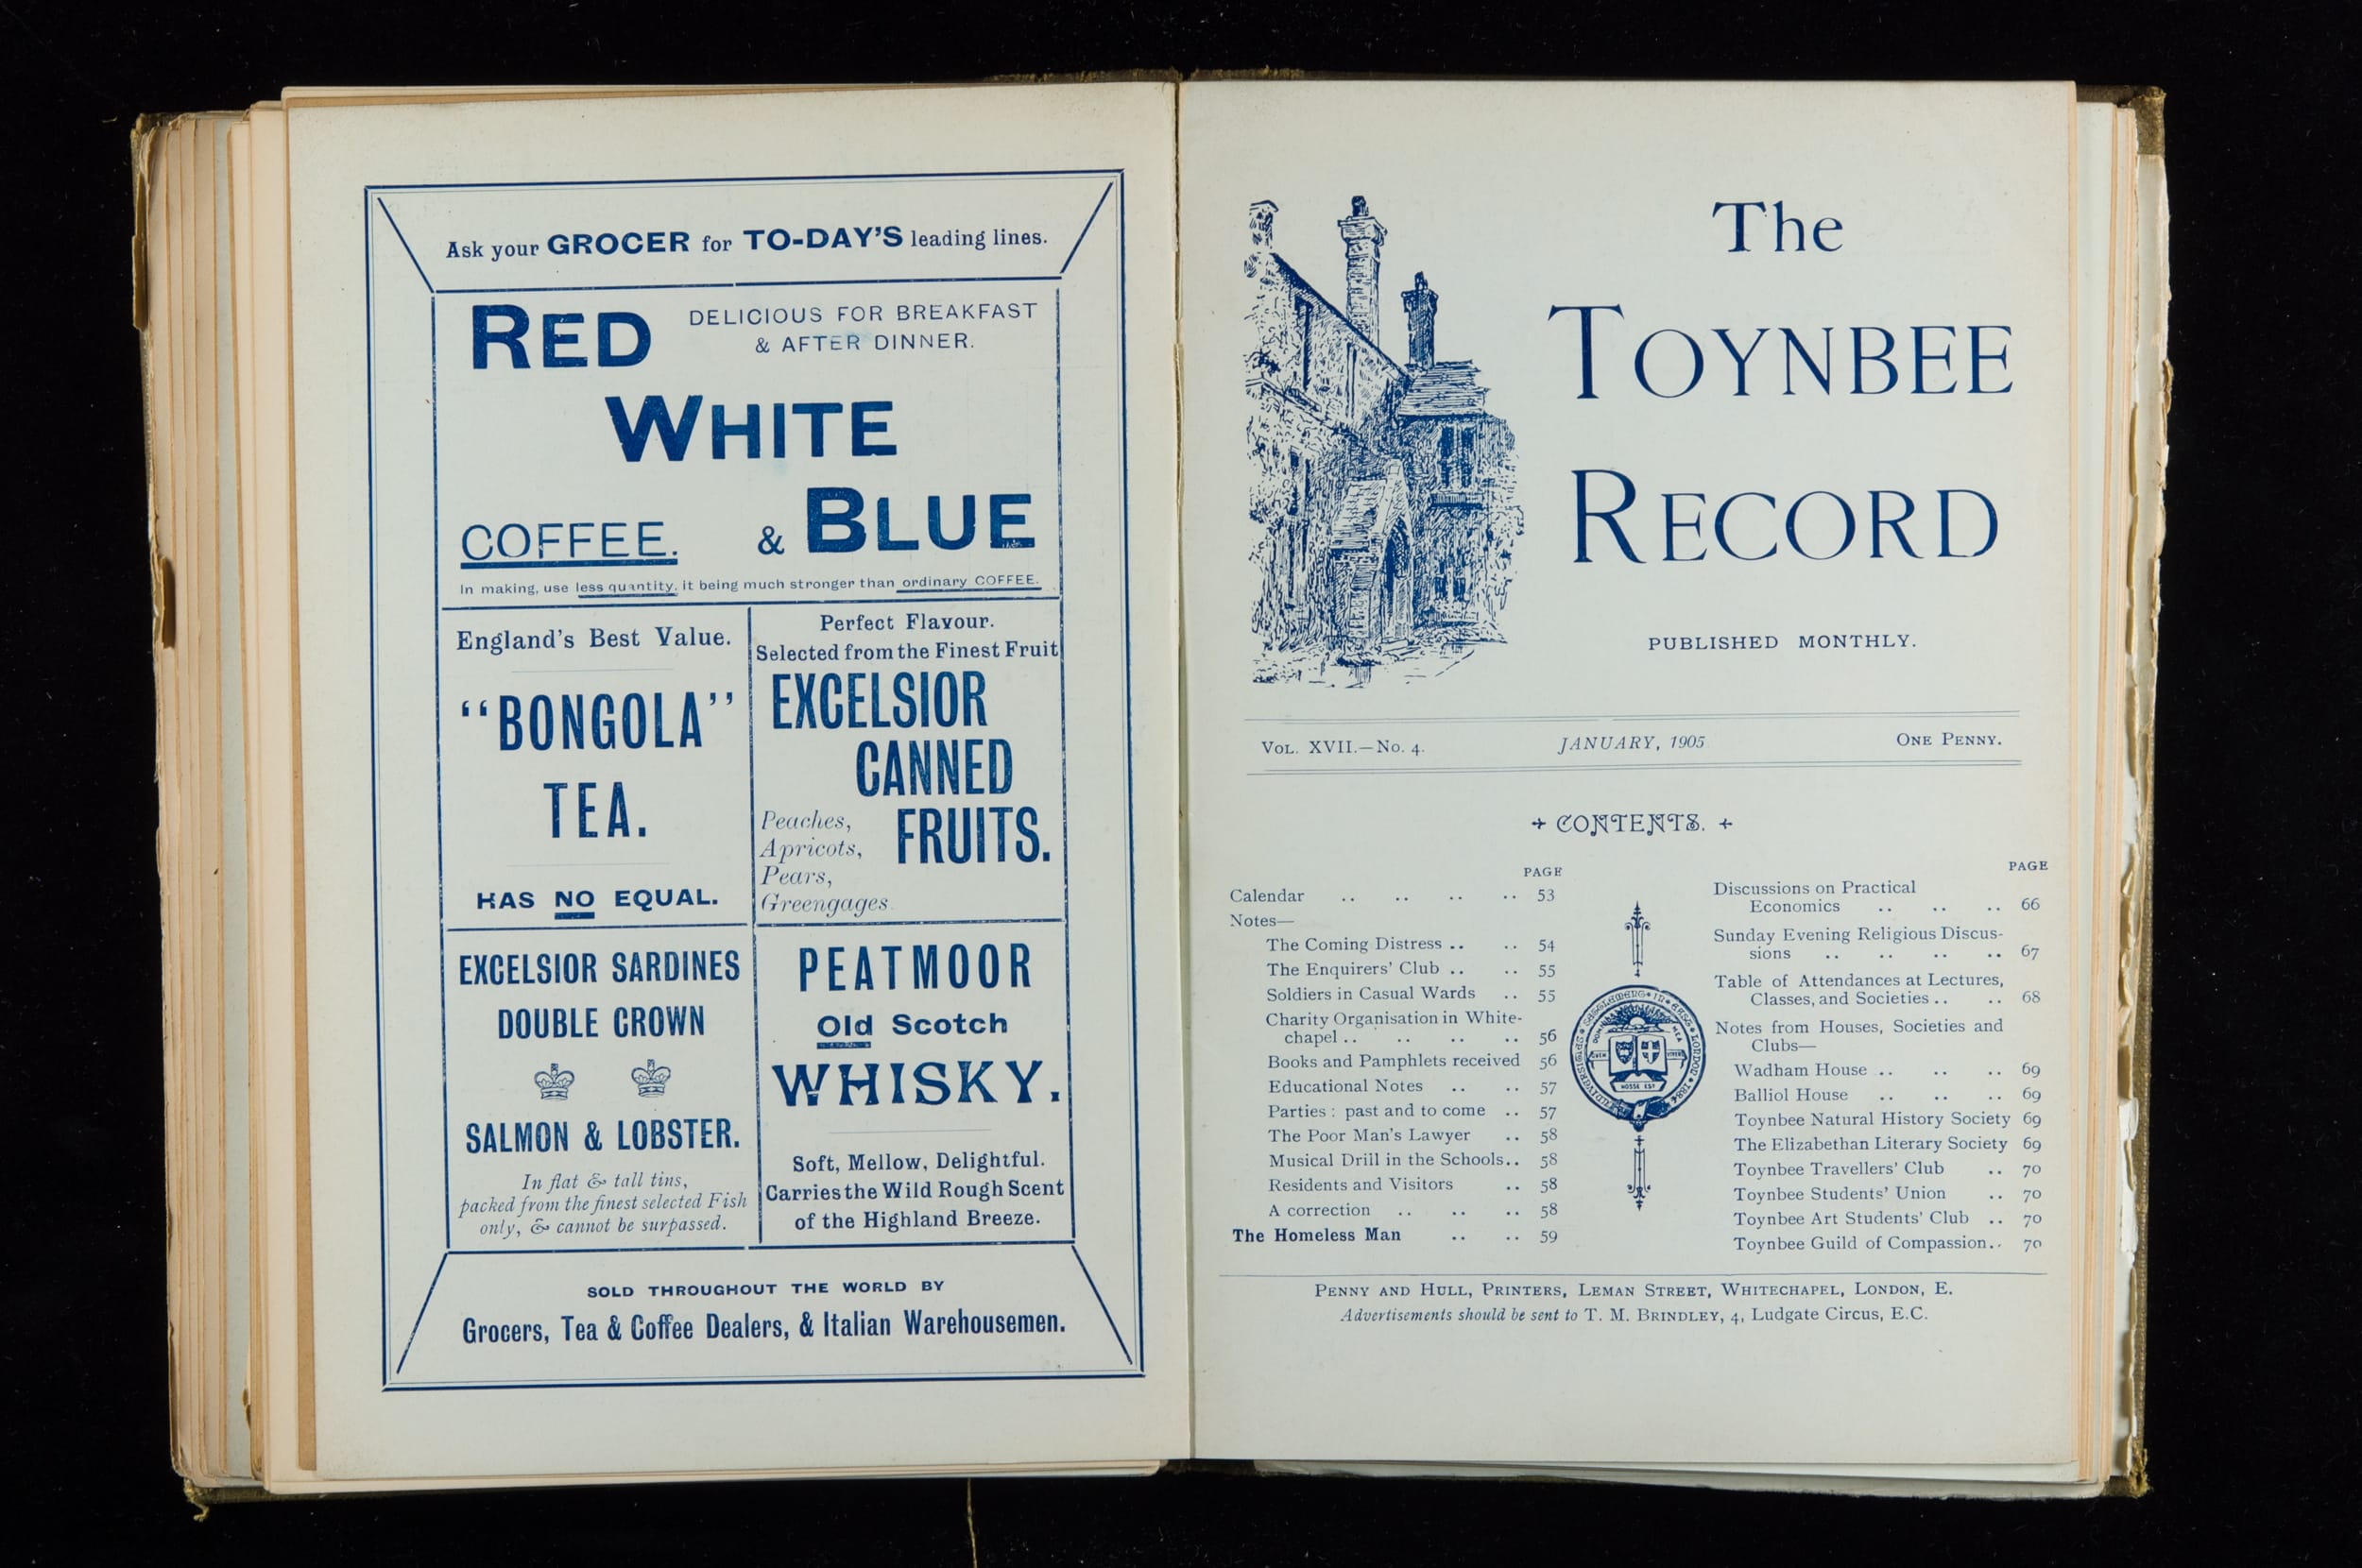 Ask your GROCER for TO-DAY'S leading lines.
RED
DELICIOUS FOR BREAKFAST
& AFTER DINNER.
WHITE
COFFEE. & BLUE
In making, use less quantity, it being much stronger than ordinary COFFEE.
England's Best Value.
"BONGOLA"
TEA.
HAS NO EQUAL.
Perfect Flavour.
Selected from the Finest Fruit
EXCELSIOR
CANNED
FRUITS.
Peaches,
Apricots,
Pears,
Greengages.
EXCELSIOR SARDINES
DOUBLE CROWN
SALMON & LOBSTER.
In flat & tall tins,
packed from the finest selected Fish
only, & cannot be surpassed.
PEATMOOR
Old Scotch
WHISKY.
Soft, Mellow, Delightful.
Carries the Wild Rough Scent
of the Highland Breeze.
SOLD THROUGHOUT THE WORLD BY
Grocers, Tea & Coffee Dealers, & Italian Warehousemen.
The
TOYNBEE
RECORD
PUBLISHED MONTHLY.
VOL. XVII.—No. 4. JANUARY, 1905 ONE PENNY.
CONTENTS.
PAGE
Calendar .. .. .. .. 53
Notes—
The Coming Distress .. .. 54
The Enquirers' Club .. .. 55
Soldiers in Casual Wards .. 55
Charity Organisation in White-
chapel .. .. .. .. 56
Books and Pamphlets received 56
Educational Notes .. .. 57
Parties : past and to come .. 57
The Poor Man's Lawyer .. 58
Musical Drill in the Schools.. 58
Residents and Visitors .. 58
A correction .. .. .. 58
The Homeless Man .. .. 59
PAGE
Discussions on Practical
Economics .. .. .. 66
Sunday Evening Religious Discus-
sions .. .. .. .. 67
Table of Attendances at Lectures,
Classes, and Societies .. .. 68
Notes from Houses, Societies and
Clubs—
Wadham House .. .. .. 69
Balliol House .. .. .. 69
Toynbee Natural History Society 69
The Elizabethan Literary Society 69
Toynbee Travellers' Club .. 70
Toynbee Students' Union .. 70
Toynbee Art Students' Club .. 70
Toynbee Guild of Compassion.. 70
PENNY AND HULL, PRINTERS, LEMAN STREET, WHITECHAPEL, LONDON, E.
Advertisements should be sent to T. M. BRINDLEY, 4, Ludgate Circus, E.C.